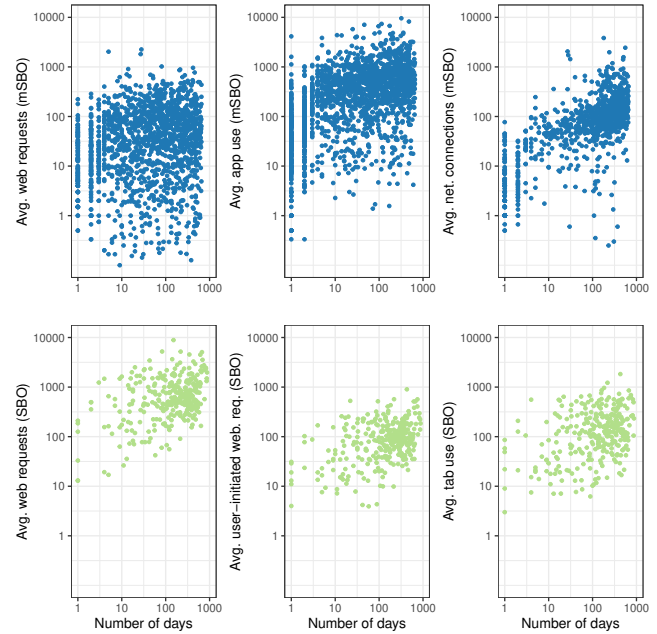 Avg. web requests (mSBO)
10000
1000
100
10
1
1 10 100 1000
Avg. app use (mSBO)
10000
1000
100
10
1
1 10 100 1000
Avg. net. connections (mSBO)
10000
1000
100
10
1
1 10 100 1000
Avg. web requests (SBO)
10000
1000
100
10
1
1 10 100 1000
Number of days
Avg. user−initiated web. req. (SBO)
10000
1000
100
10
1
1 10 100 1000
Number of days
Avg. tab use (SBO)
10000
1000
100
10
1
1 10 100 1000
Number of days